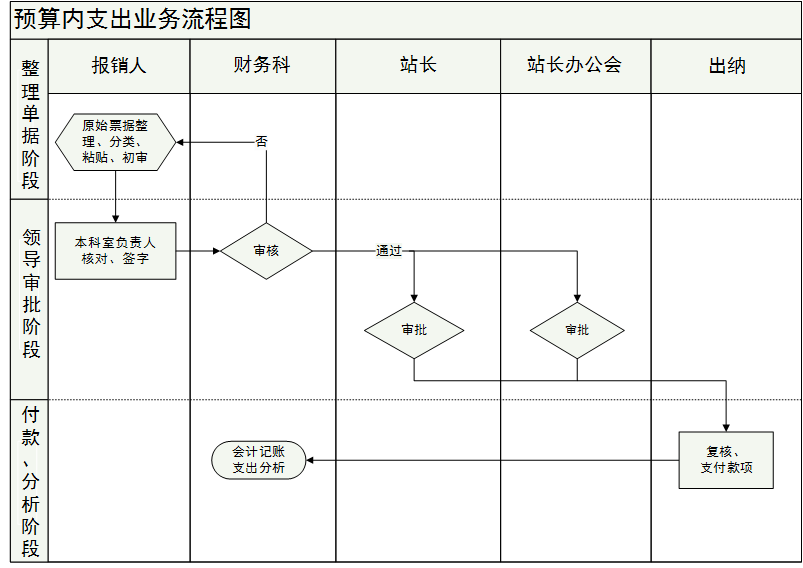 预算内支出业务流程图
报销人
财务科
站长
站长办公会
出纳
整理单据阶段
原始票据整
理、分类、
粘贴、初审
否
领导审批阶段
本科室负责人
核对、签字
审核
通过
审批
审批
付款、分析阶段
会计记账
支出分析
复核、
支付款项